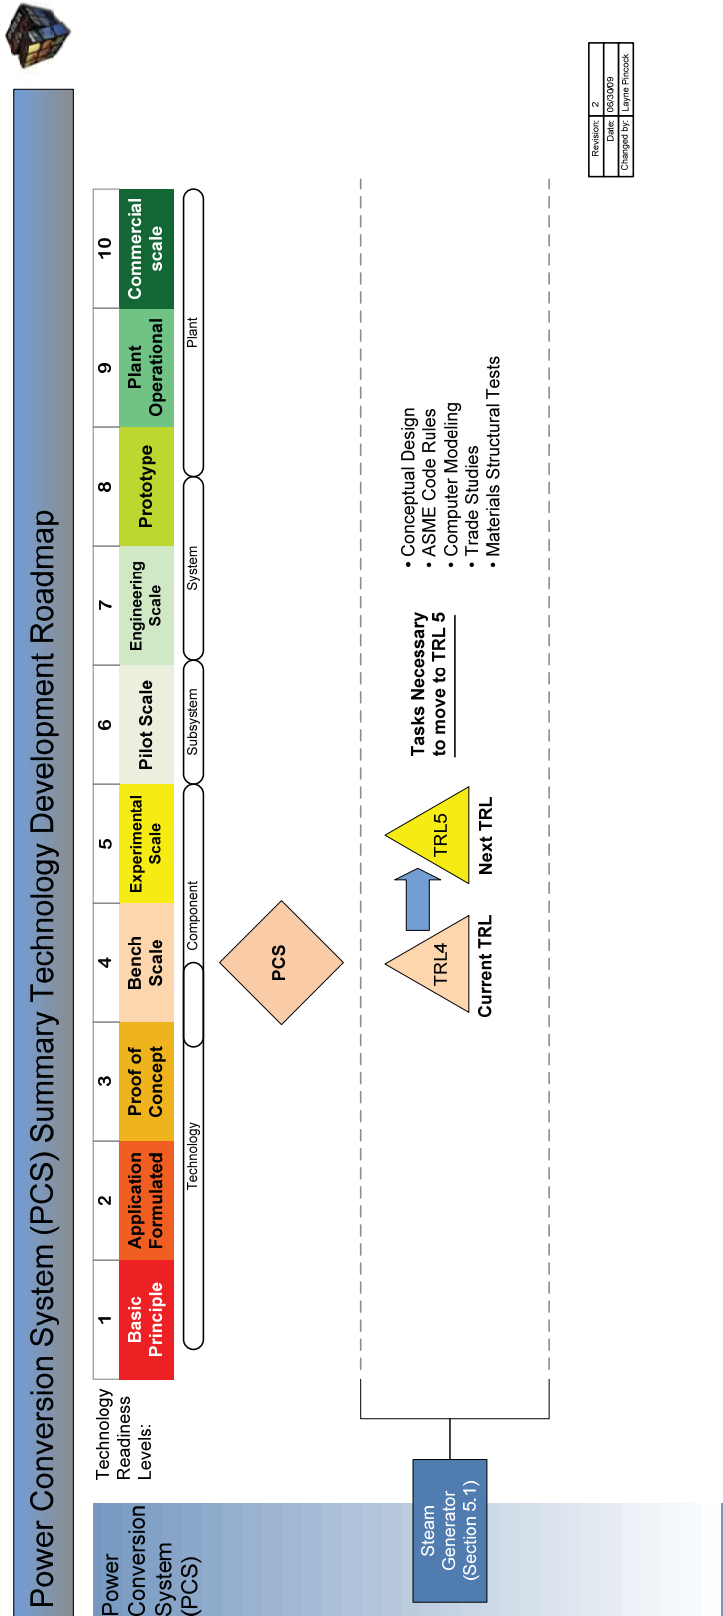 Power Conversion System (PCS) Summary Technology Development Roadmap
Technology
Readiness
Levels:
1
2
3
4
5
6
7
8
9
10
Basic
Principle
Application
Formulated
Proof of
Concept
Bench
Scale
Experimental
Scale
Pilot Scale
Engineering
Scale
Prototype
Plant
Operational
Commercial
scale
Technology
Component
Subsystem
System
Plant
Power
Conversion
System
(PCS)
PCS
Steam
Generator
(Section 5.1)
TRL4
Current TRL
TRL5
Next TRL
Tasks Necessary
to move to TRL 5
• Conceptual Design
• ASME Code Rules
• Computer Modeling
• Trade Studies
• Materials Structural Tests
Revision: 2
Date: 06/30/09
Changed by: Layne Pincock